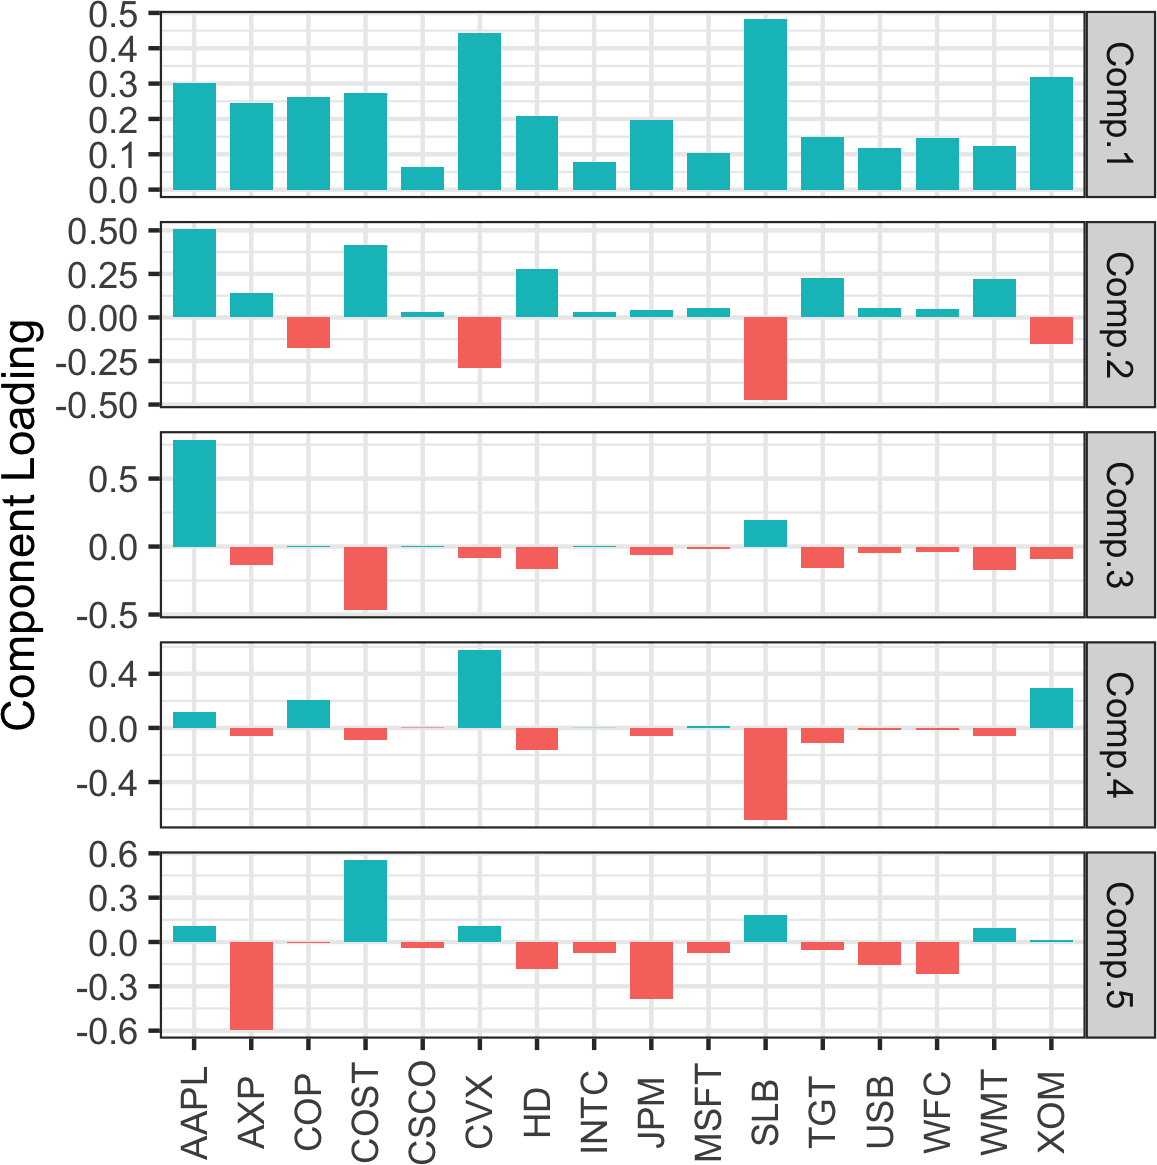 Component Loading
0.5
0.4
0.3
0.2
0.1
0.0
Comp.1
0.50
0.25
0.00
-0.25
-0.50
Comp.2
0.5
0.0
-0.5
Comp.3
0.4
0.0
-0.4
Comp.4
0.6
0.3
0.0
-0.3
-0.6
Comp.5
AAPL
AXP
COP
COST
CSCO
CVX
HD
INTC
JPM
MSFT
SLB
TGT
USB
WFC
WMT
XOM